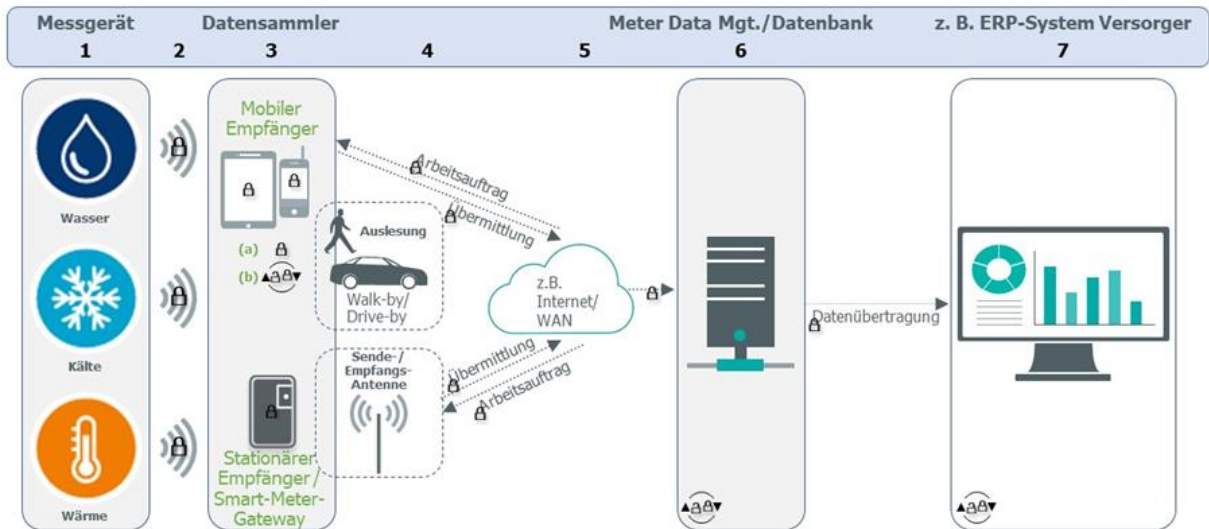 Messgerät
Datensammler
Meter Data Mgt./Datenbank
z. B. ERP-System Versorger
1
2
3
4
5
6
7
Wasser
Kälte
Wärme
Mobiler
Empfänger
(a)
(b)
Stationärer
Empfänger /
Smart-Meter-
Gateway
Auslesung
Walk-by/
Drive-by
Sende-/
Empfangs-
Antenne
Arbeitsauftrag
Übermittlung
Übermittlung
Arbeitsauftrag
z.B.
Internet/
WAN
Datenübertragung